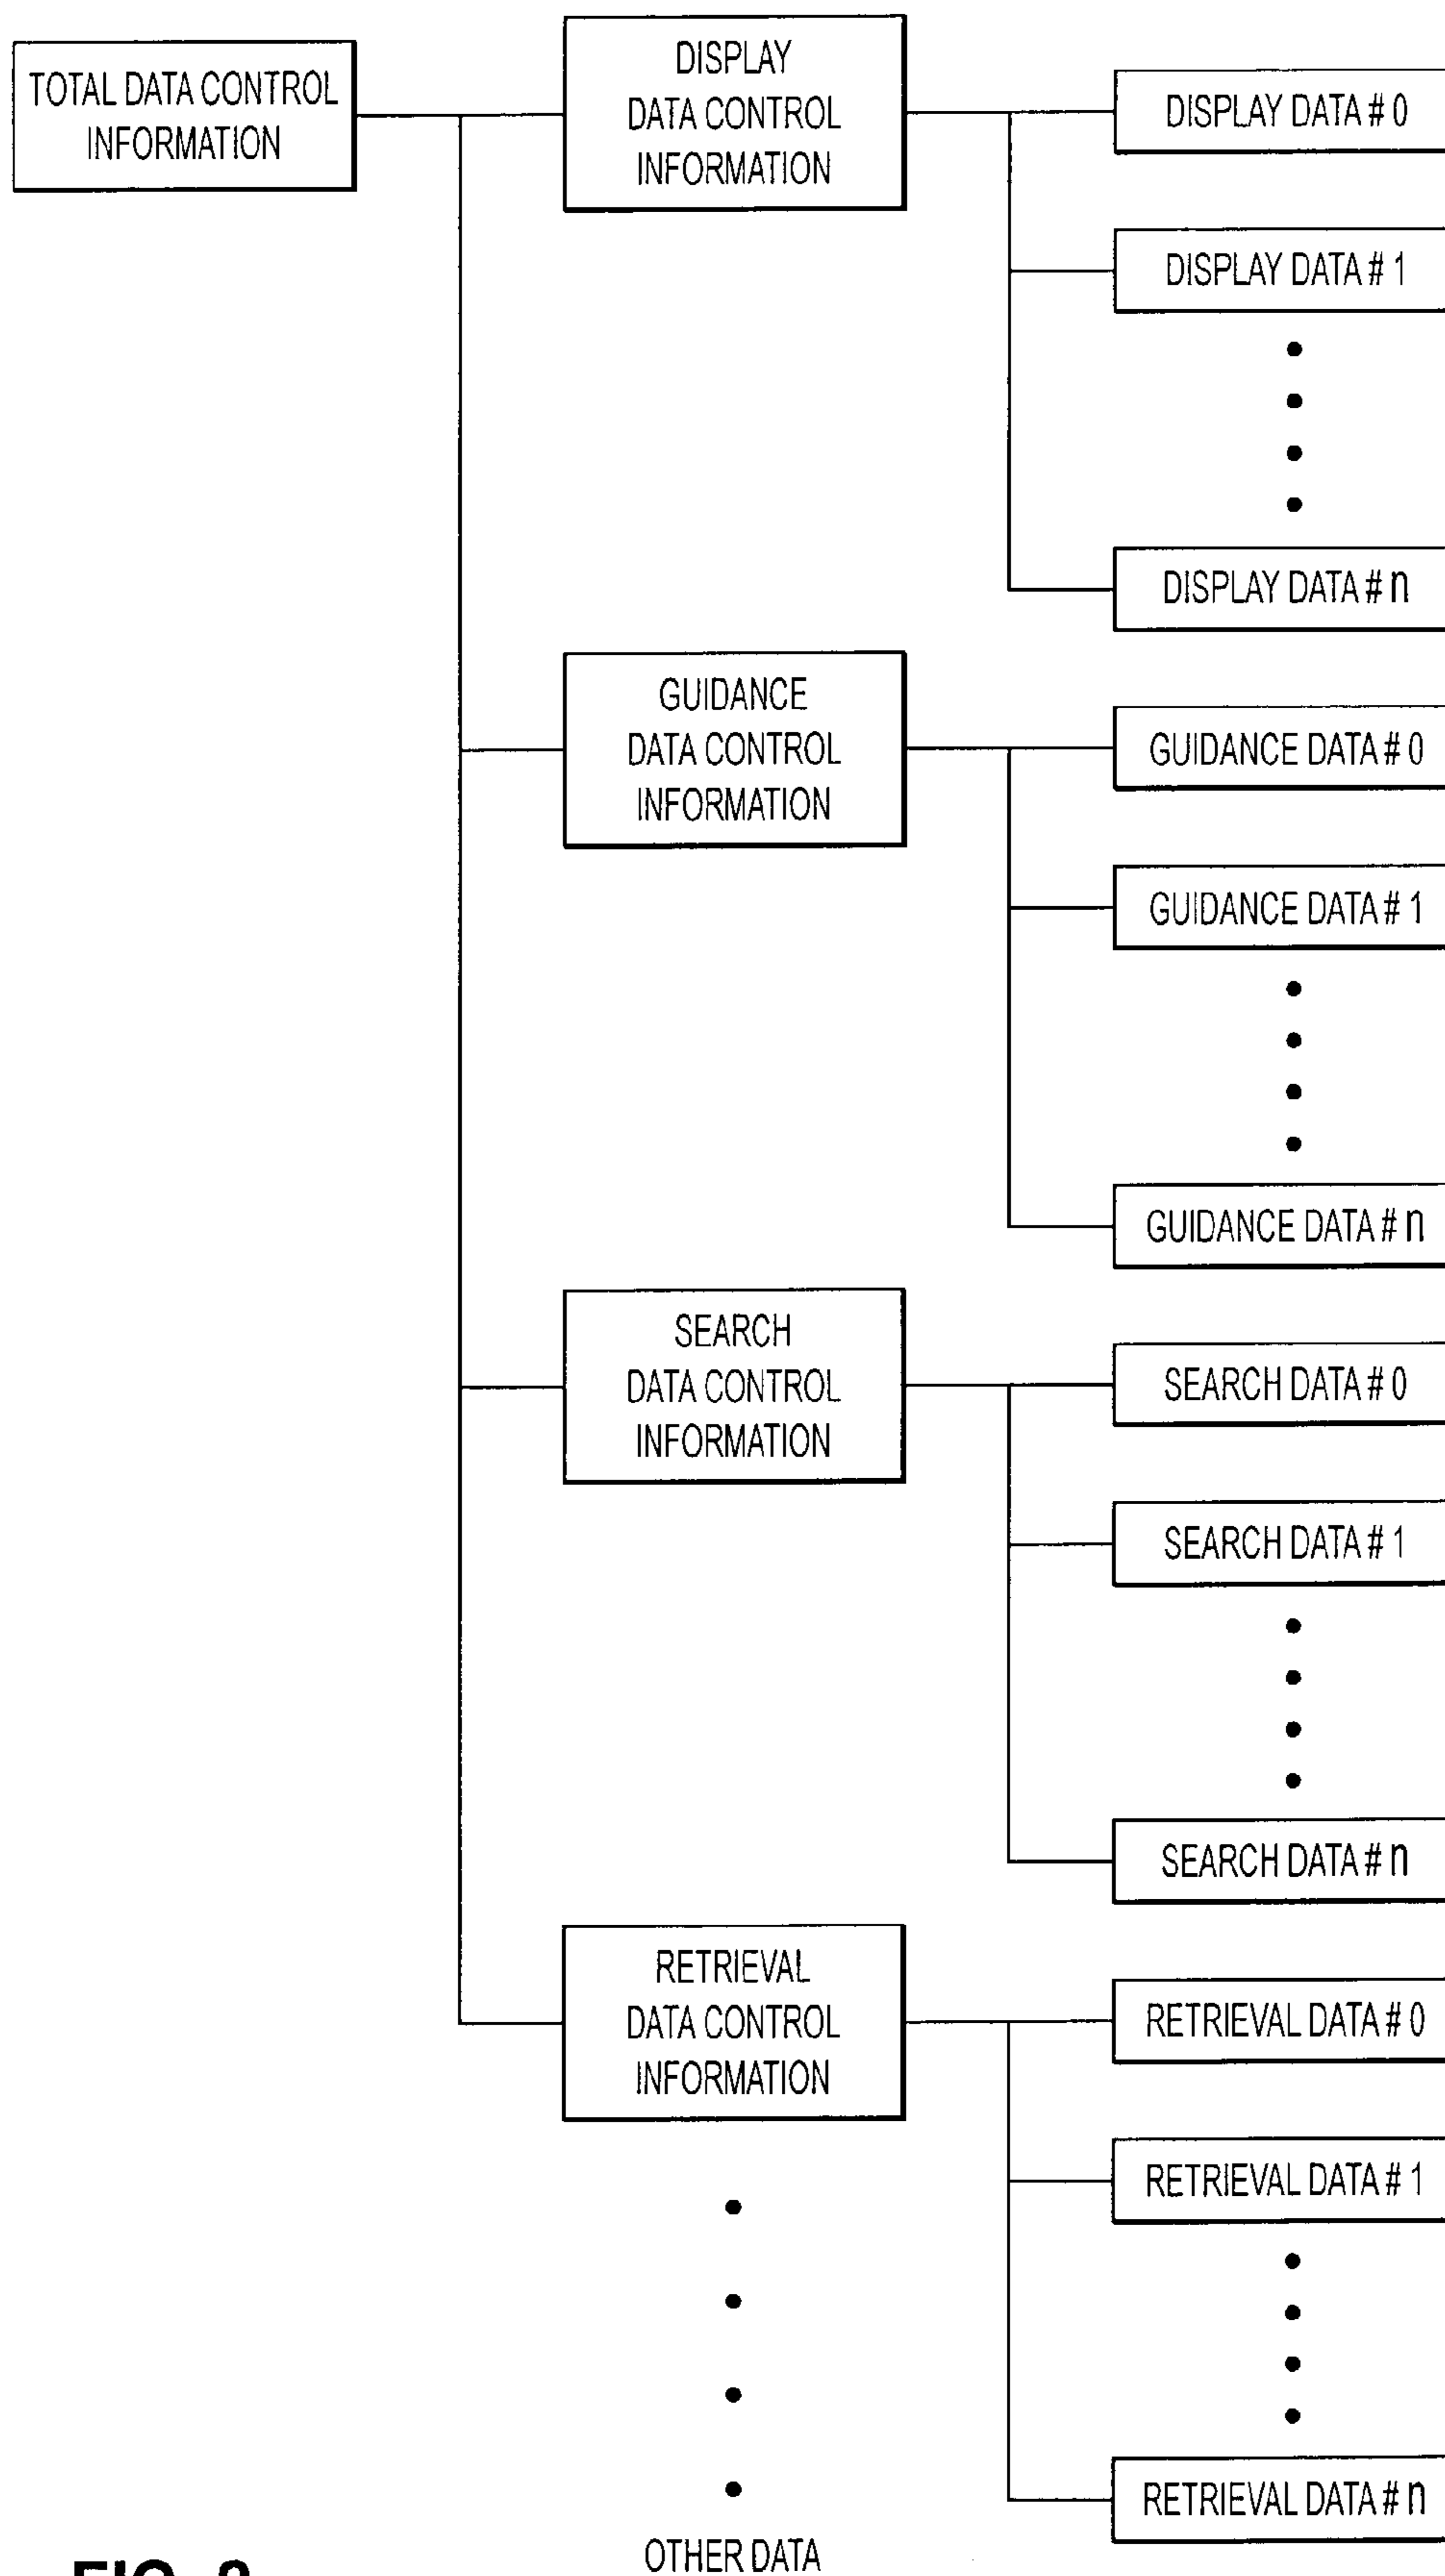 TOTAL DATA CONTROL
INFORMATION
DISPLAY
DATA CONTROL
INFORMATION
DISPLAY DATA # 0
DISPLAY DATA # 1
DISPLAY DATA # n
GUIDANCE
DATA CONTROL
INFORMATION
GUIDANCE DATA # 0
GUIDANCE DATA # 1
GUIDANCE DATA # n
SEARCH
DATA CONTROL
INFORMATION
SEARCH DATA # 0
SEARCH DATA # 1
SEARCH DATA # n
RETRIEVAL
DATA CONTROL
INFORMATION
RETRIEVAL DATA # 0
RETRIEVAL DATA # 1
RETRIEVAL DATA # n
OTHER DATA
FIG.